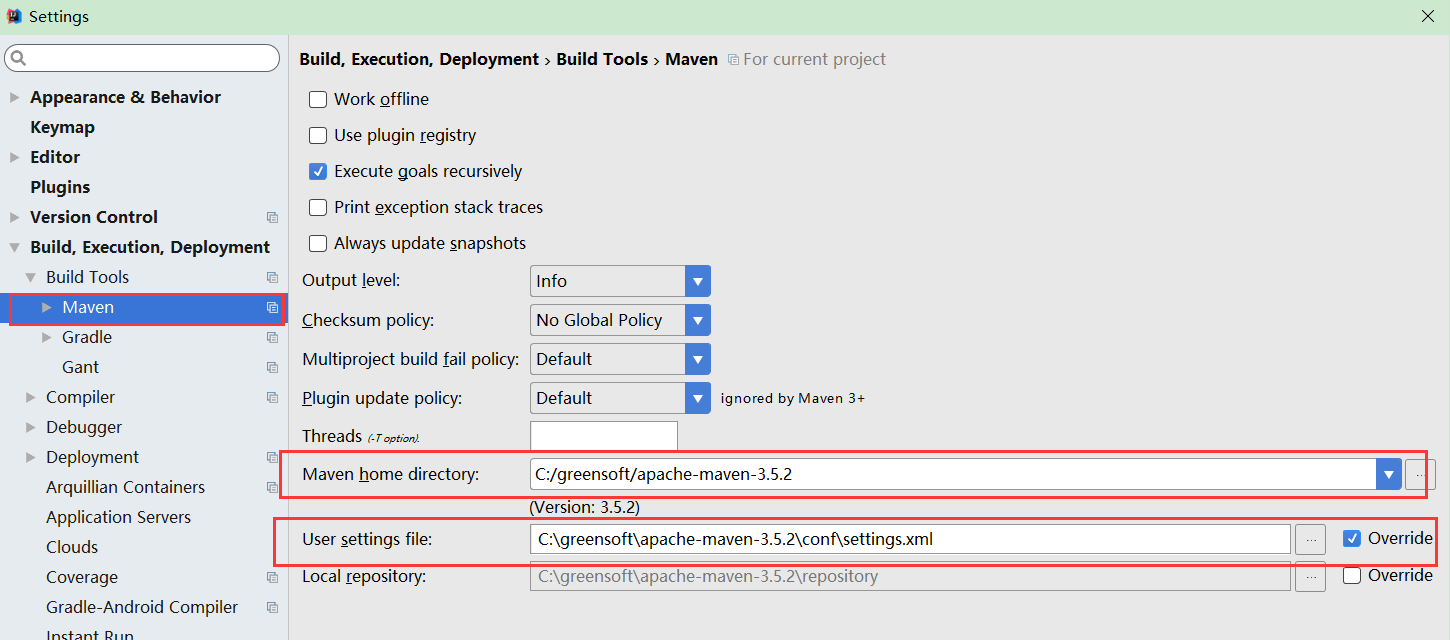 Settings
Appearance & Behavior
Keymap
Editor
Plugins
Version Control
Build, Execution, Deployment
Build Tools
Maven
Gradle
Gant
Compiler
Debugger
Deployment
Arquillian Containers
Application Servers
Clouds
Coverage
Gradle-Android Compiler
Instant Run
Build, Execution, Deployment › Build Tools › Maven For current project
Work offline
Use plugin registry
Execute goals recursively
Print exception stack traces
Always update snapshots
Output level: Info
Checksum policy: No Global Policy
Multiproject build fail policy: Default
Plugin update policy: Default ignored by Maven 3+
Threads (-T option).
Maven home directory: C:/greensoft/apache-maven-3.5.2 ...
(Version: 3.5.2)
User settings file: C:\greensoft\apache-maven-3.5.2\conf\settings.xml ... Override
Local repository: C:\greensoft\apache-maven-3.5.2\repository ... Override